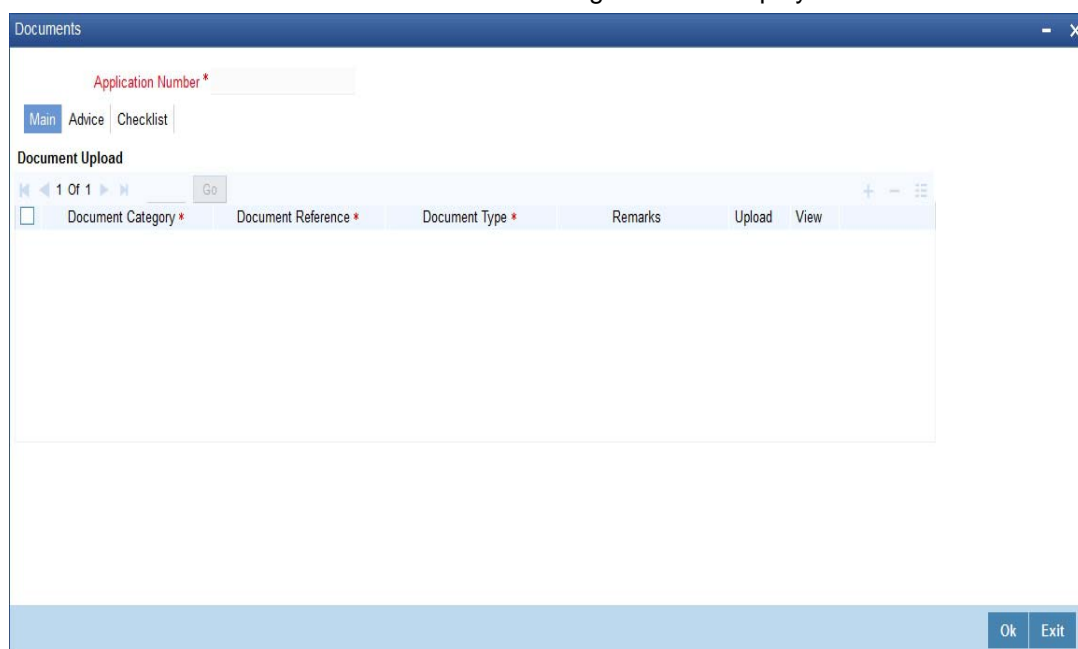 Documents
Application Number *
Main Advice Checklist
Document Upload
1 Of 1 Go
Document Category * Document Reference * Document Type * Remarks Upload View
Ok Exit